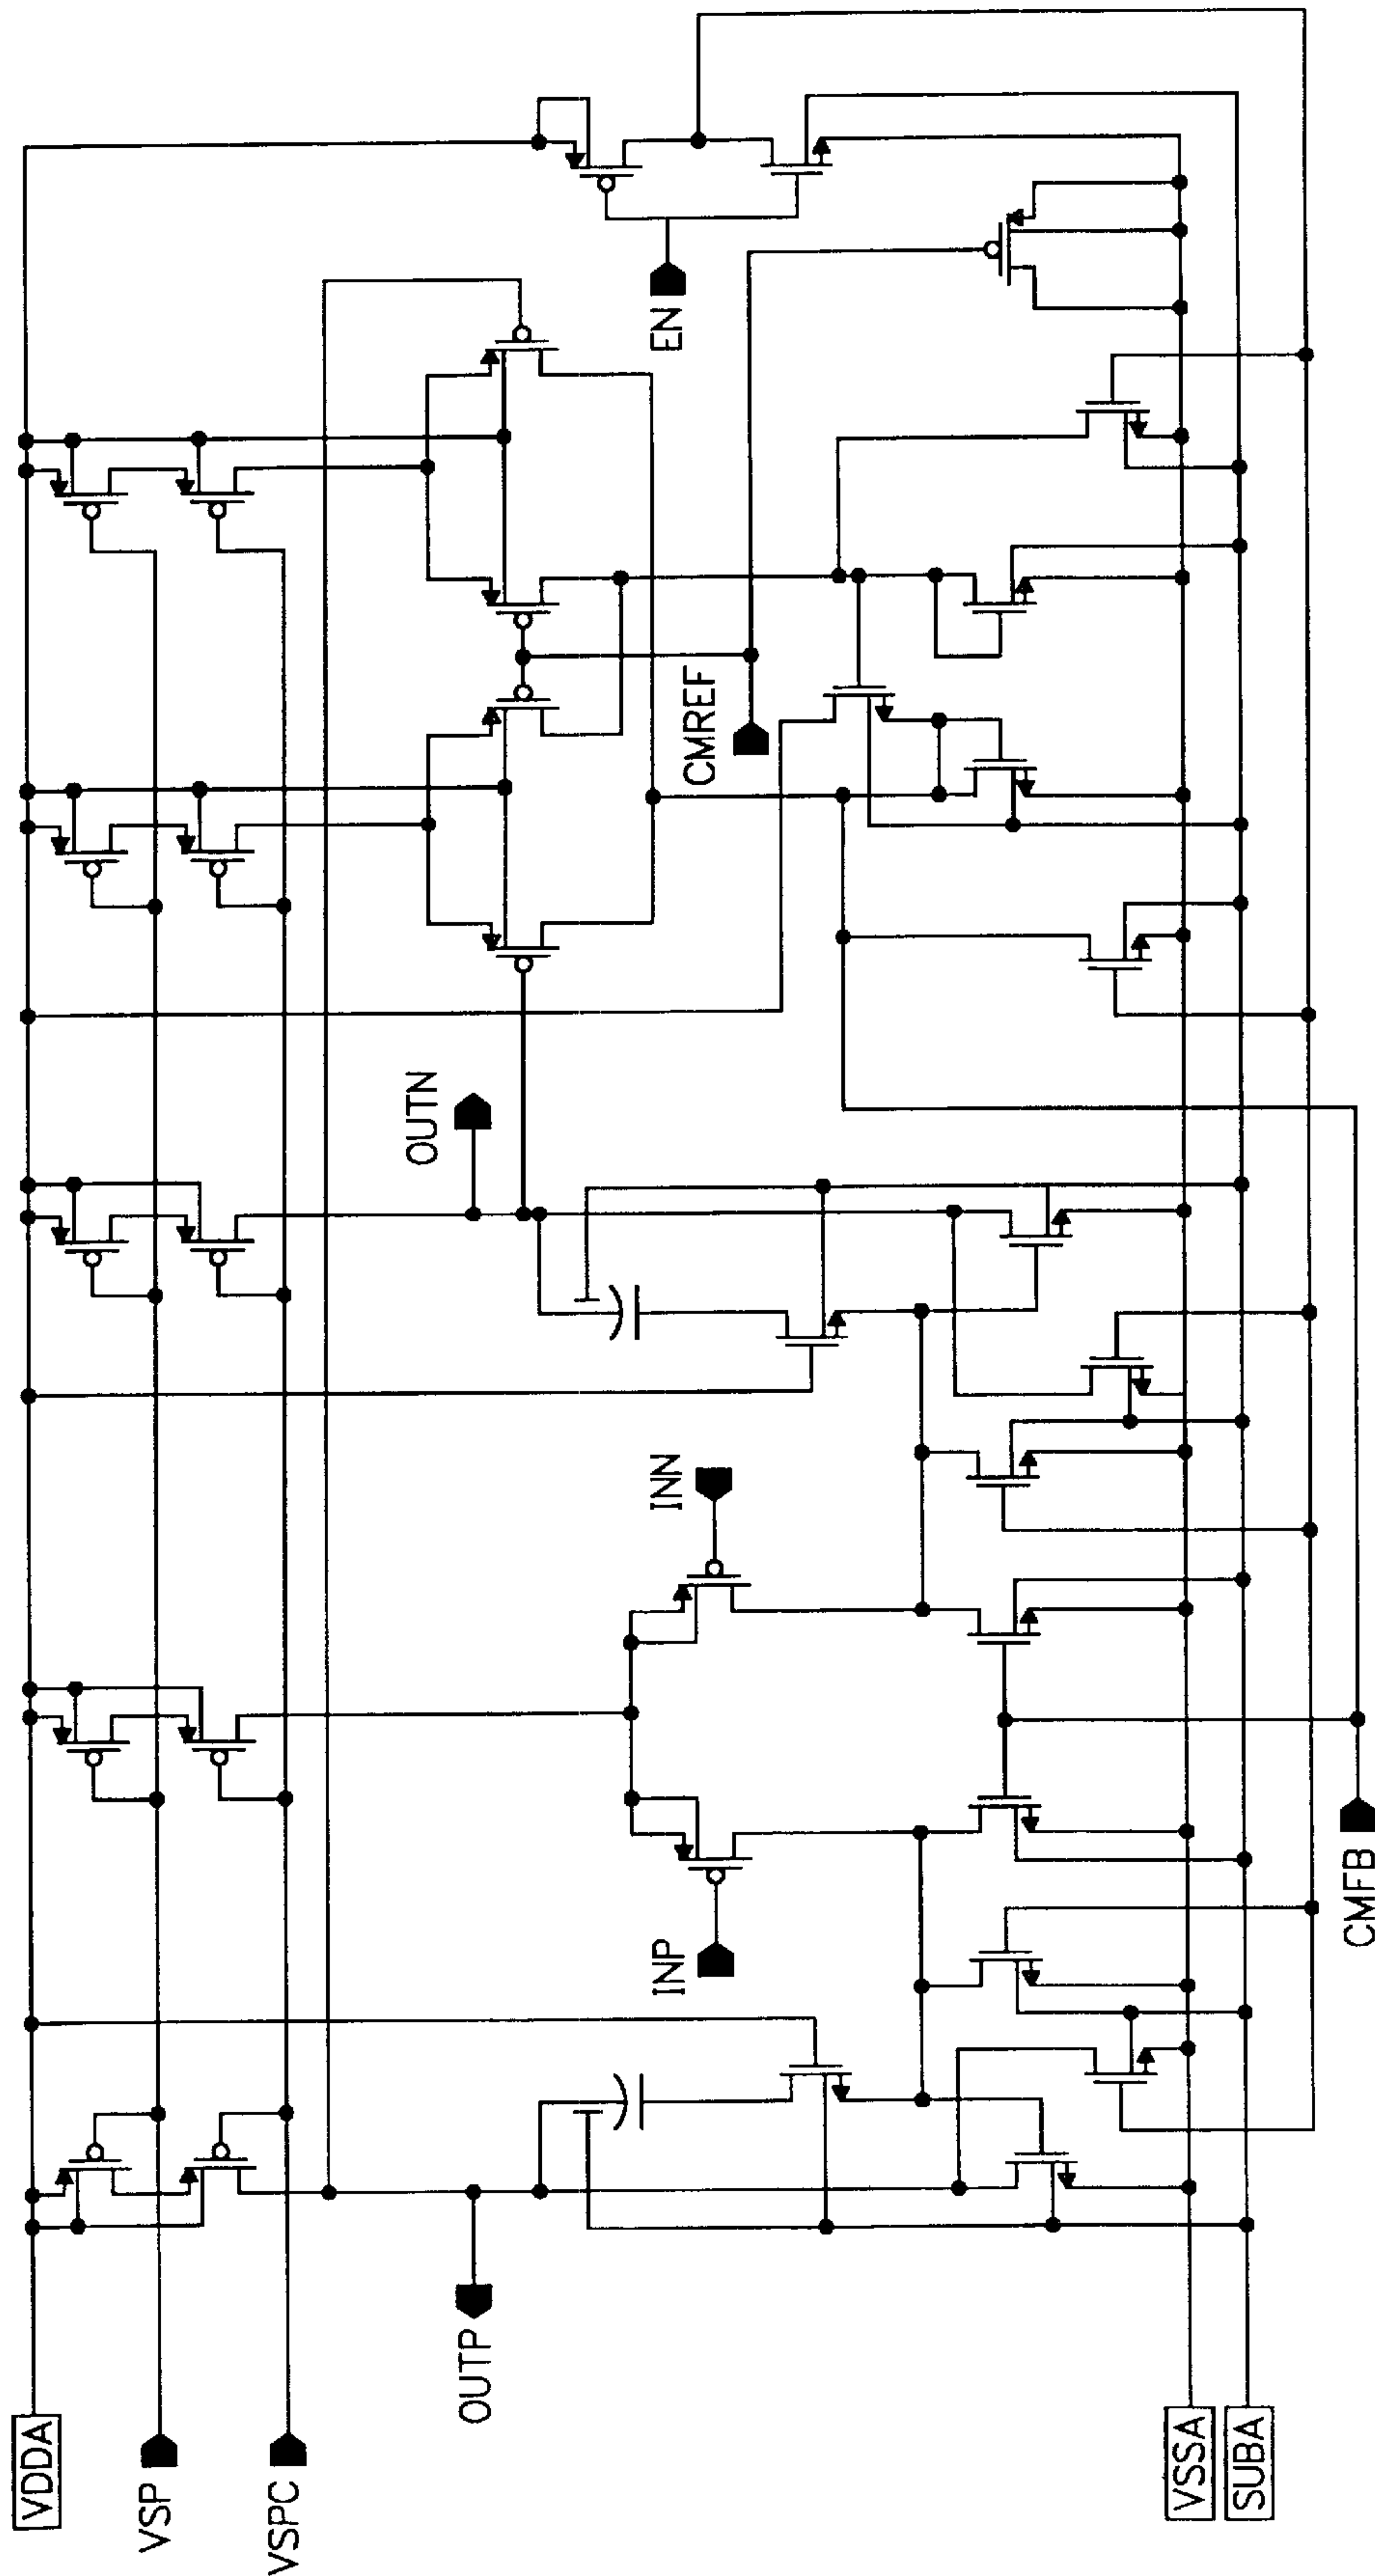 VDDA
VSP
VSPC
OUTP
OUTN
INP
INN
CMREF
EN
VSSA
SUBA
CMFB